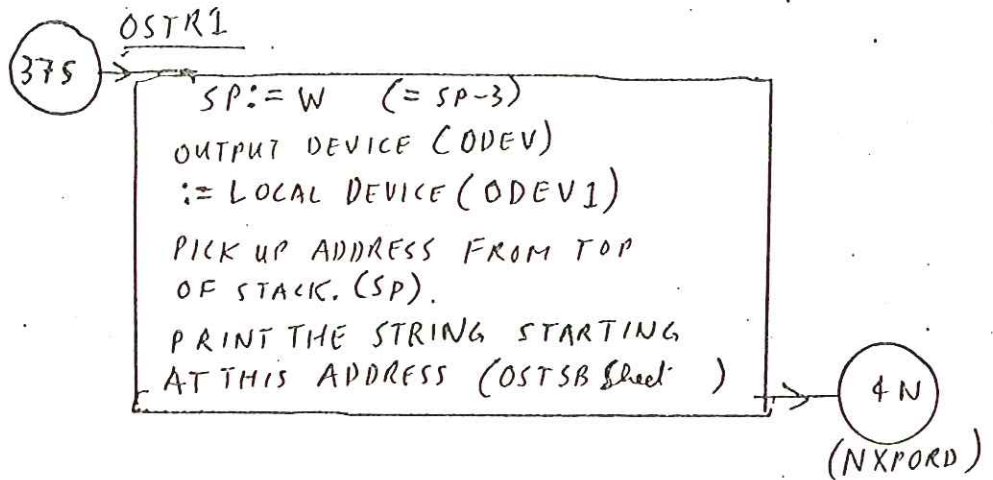 OSTR1
37S
SP:= W (= SP-3)
OUTPUT DEVICE (ODEV)
:= LOCAL DEVICE (ODEV1)
PICK UP ADDRESS FROM TOP
OF STACK. (SP).
PRINT THE STRING STARTING
AT THIS ADDRESS (OSTSB Sheet )
4N
(NXPORD)